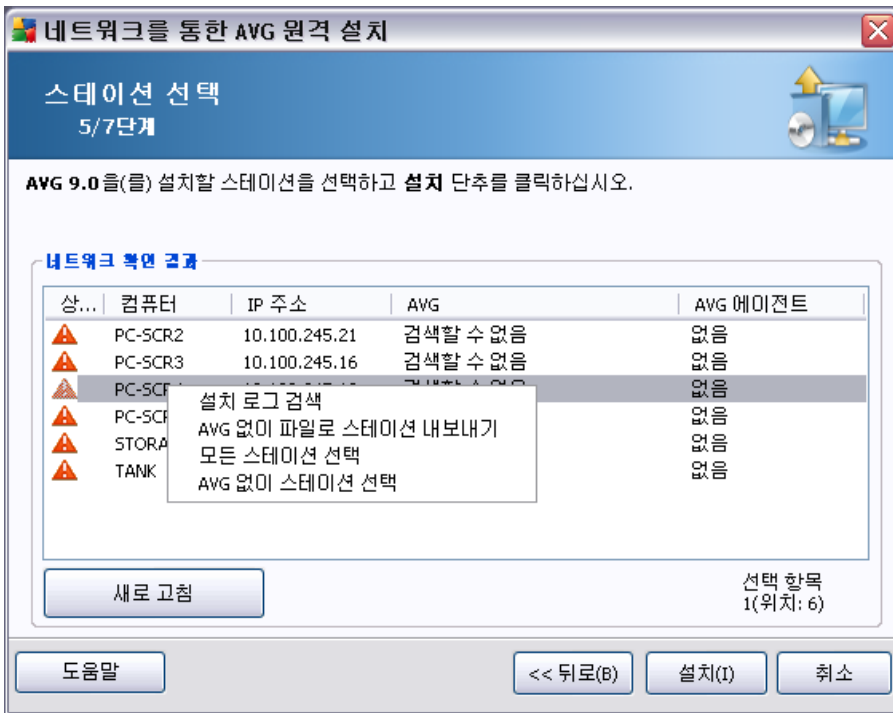 네트워크를 통한 AVG 원격 설치
스테이션 선택
5/7단계
AVG 9.0을(를) 설치할 스테이션을 선택하고 설치 단추를 클릭하십시오.
네트워크 확인 결과
상... 컴퓨터 IP 주소 AVG AVG 에이전트
PC-SCR2 10.100.245.21 검색할 수 없음 없음
PC-SCR3 10.100.245.16 검색할 수 없음 없음
없음
없음
STORA 없음
TANK 없음
설치 로그 검색
AVG 없이 파일로 스테이션 내보내기
모든 스테이션 선택
AVG 없이 스테이션 선택
새로 고침
선택 항목
1(위치: 6)
도움말 << 뒤로(B) 설치(I) 취소